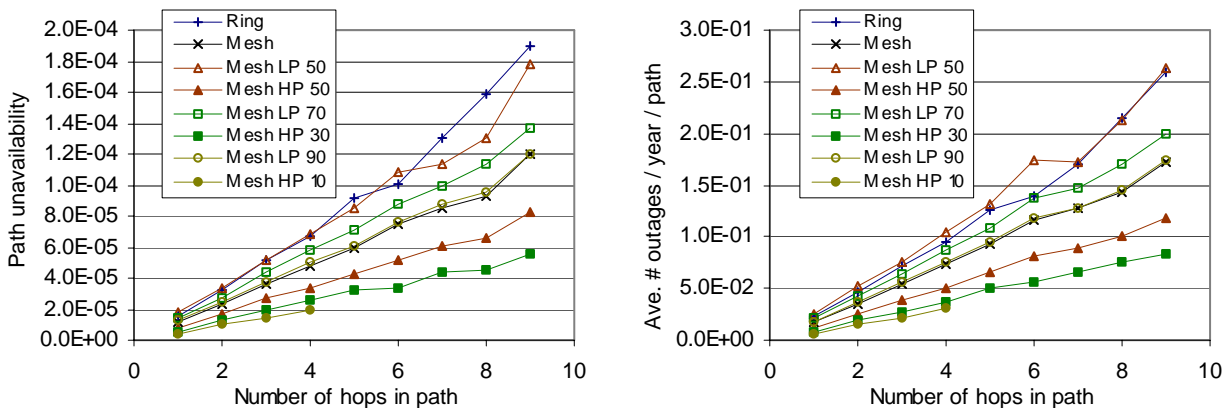 Path unavailability
2.0E-04
1.8E-04
1.6E-04
1.4E-04
1.2E-04
1.0E-04
8.0E-05
6.0E-05
4.0E-05
2.0E-05
0.0E+00
Ring
Mesh
Mesh LP 50
Mesh HP 50
Mesh LP 70
Mesh HP 30
Mesh LP 90
Mesh HP 10
0 2 4 6 8 10
Number of hops in path
Ave. # outages / year / path
3.0E-01
2.5E-01
2.0E-01
1.5E-01
1.0E-01
5.0E-02
0.0E+00
Ring
Mesh
Mesh LP 50
Mesh HP 50
Mesh LP 70
Mesh HP 30
Mesh LP 90
Mesh HP 10
0 2 4 6 8 10
Number of hops in path